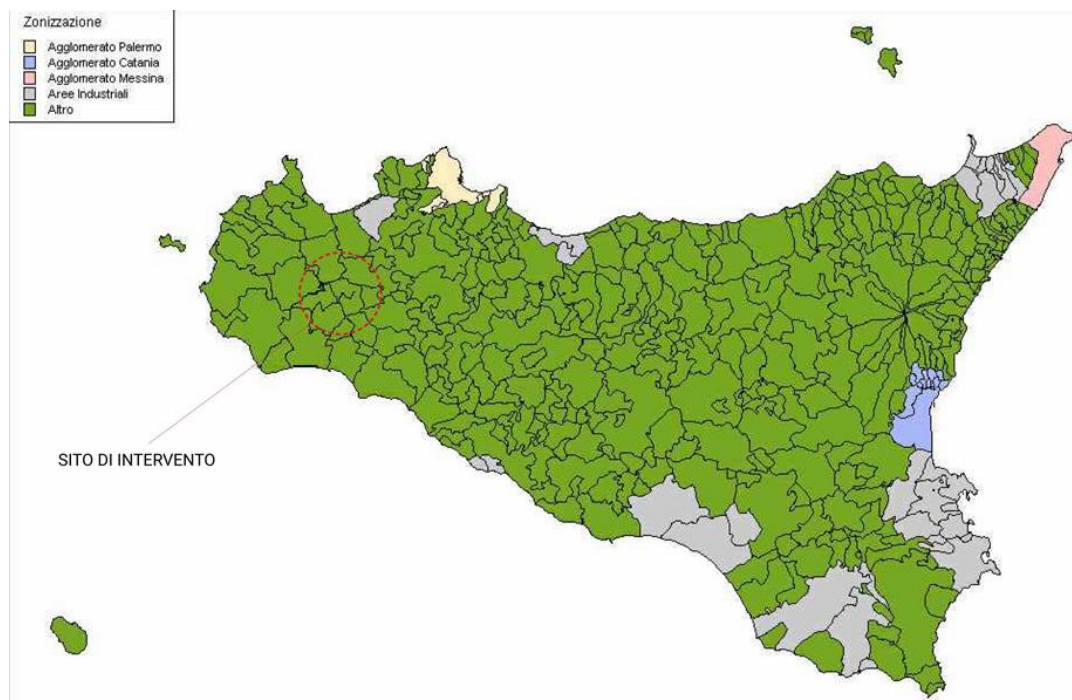 Zonizzazione
Agglomerato Palermo
Agglomerato Catania
Agglomerato Messina
Aree Industriali
Altro
SITO DI INTERVENTO